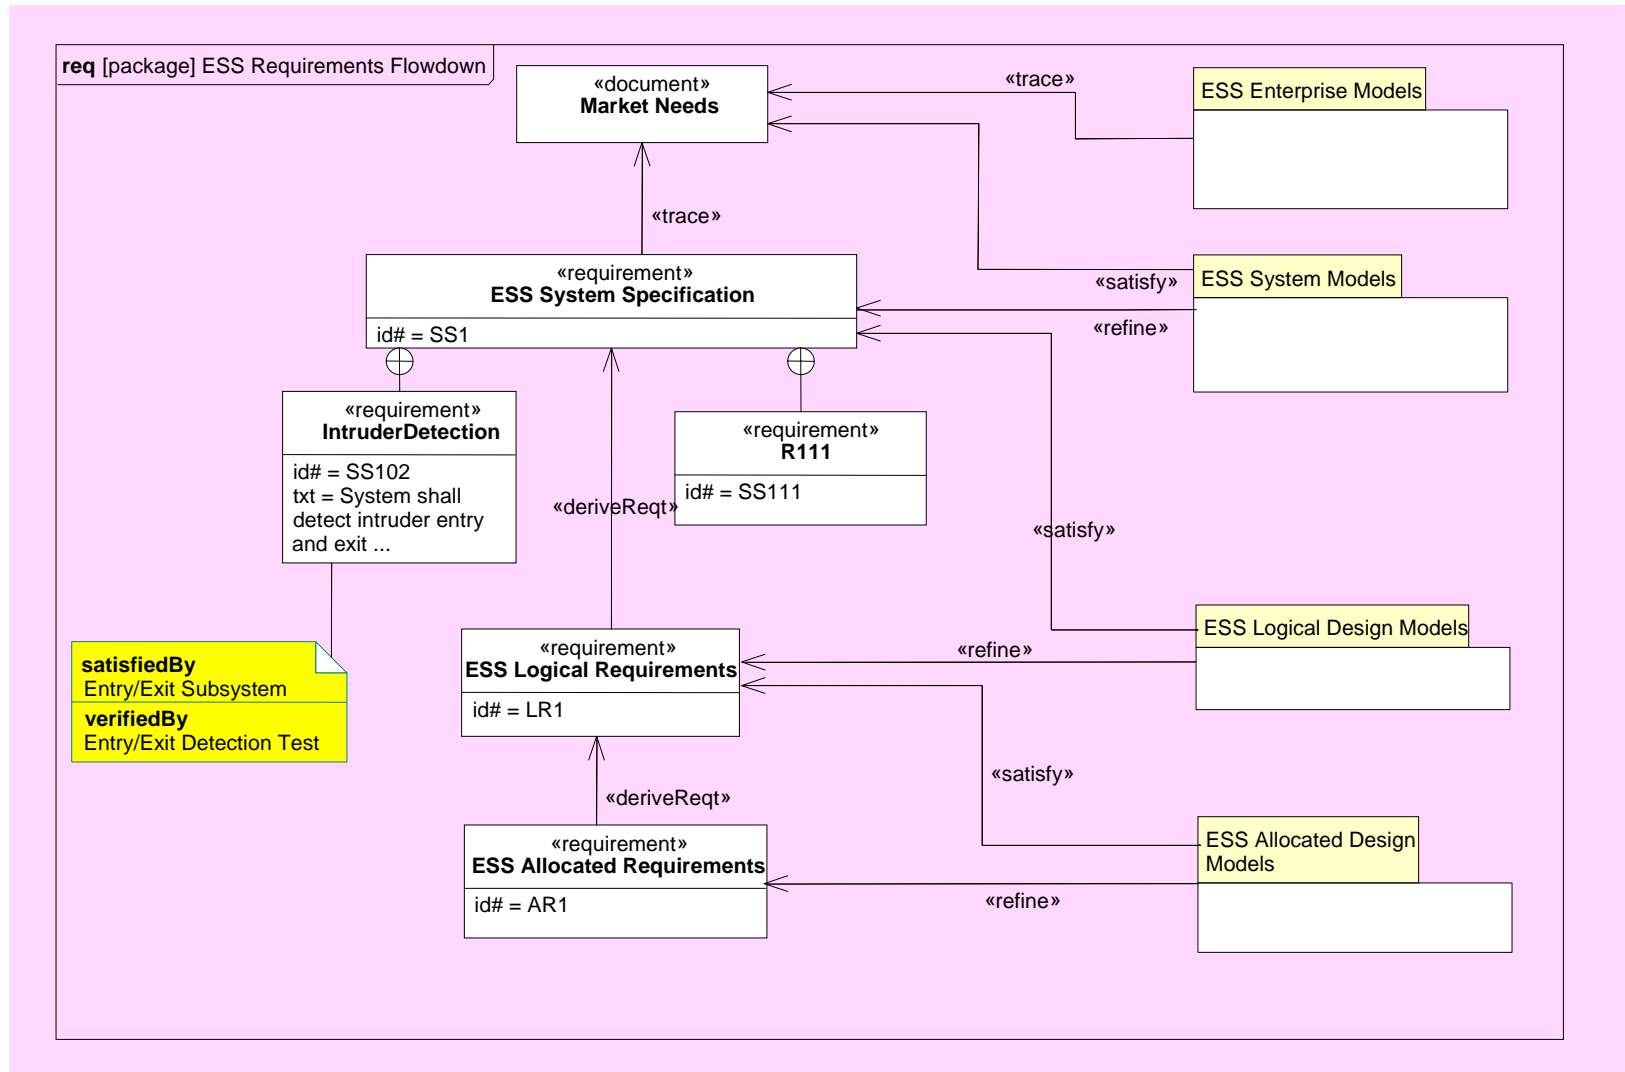 req [package] ESS Requirements Flowdown
«document»
Market Needs
«trace»
ESS Enterprise Models
«trace»
«requirement»
ESS System Specification
id# = SS1
«satisfy»
ESS System Models
«refine»
«requirement»
IntruderDetection
id# = SS102
txt = System shall
detect intruder entry
and exit ...
«requirement»
R111
id# = SS111
«deriveReqt»
«satisfy»
satisfiedBy
Entry/Exit Subsystem
verifiedBy
Entry/Exit Detection Test
«requirement»
ESS Logical Requirements
id# = LR1
«refine»
ESS Logical Design Models
«satisfy»
«deriveReqt»
«requirement»
ESS Allocated Requirements
id# = AR1
«refine»
ESS Allocated Design
Models